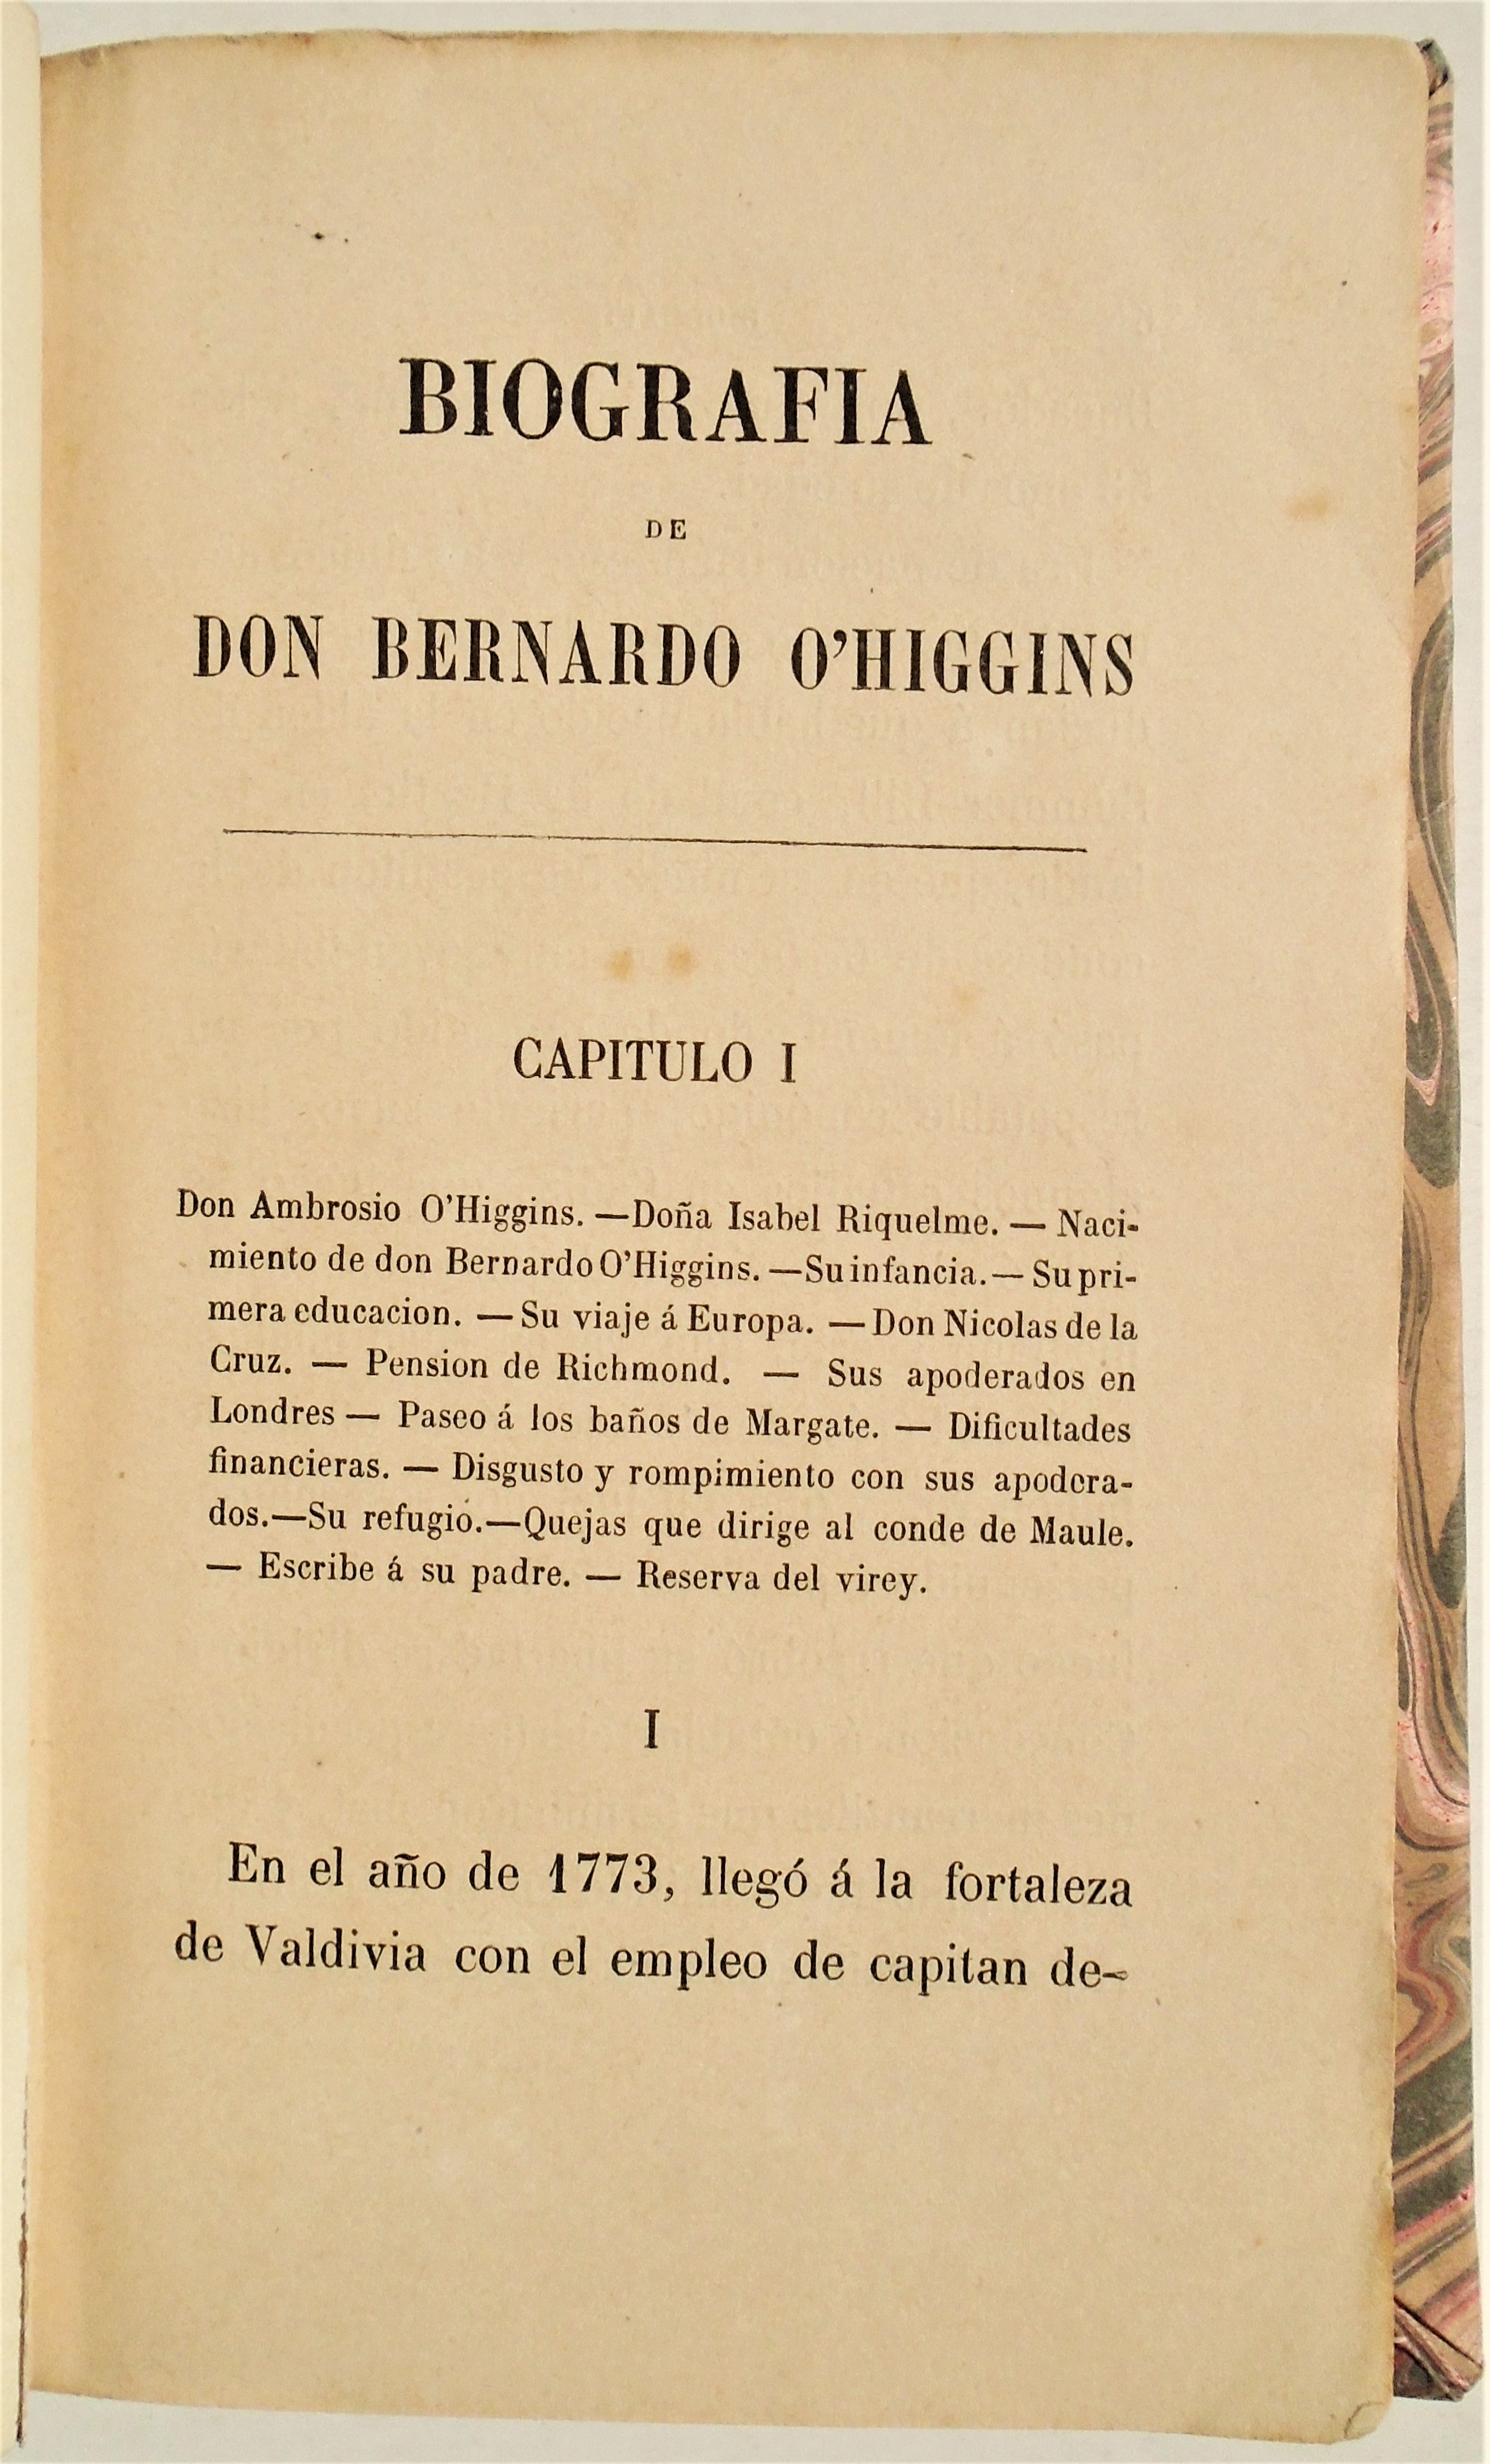 BIOGRAFIA
DE
DON BERNARDO O'HIGGINS
CAPITULO I
Don Ambrosio O'Higgins. —Doña Isabel Riquelme. — Naci-
miento de don Bernardo O'Higgins. —Su infancia.— Su pri-
mera educacion. — Su viaje á Europa. — Don Nicolas de la
Cruz. — Pension de Richmond. — Sus apoderados en
Londres — Paseo á los baños de Margate. — Dificultades
financieras. — Disgusto y rompimiento con sus apodera-
dos.—Su refugio.—Quejas que dirige al conde de Maule.
— Escribe á su padre. — Reserva del virey.
I
En el año de 1773, llegó á la fortaleza
de Valdivia con el empleo de capitan de-